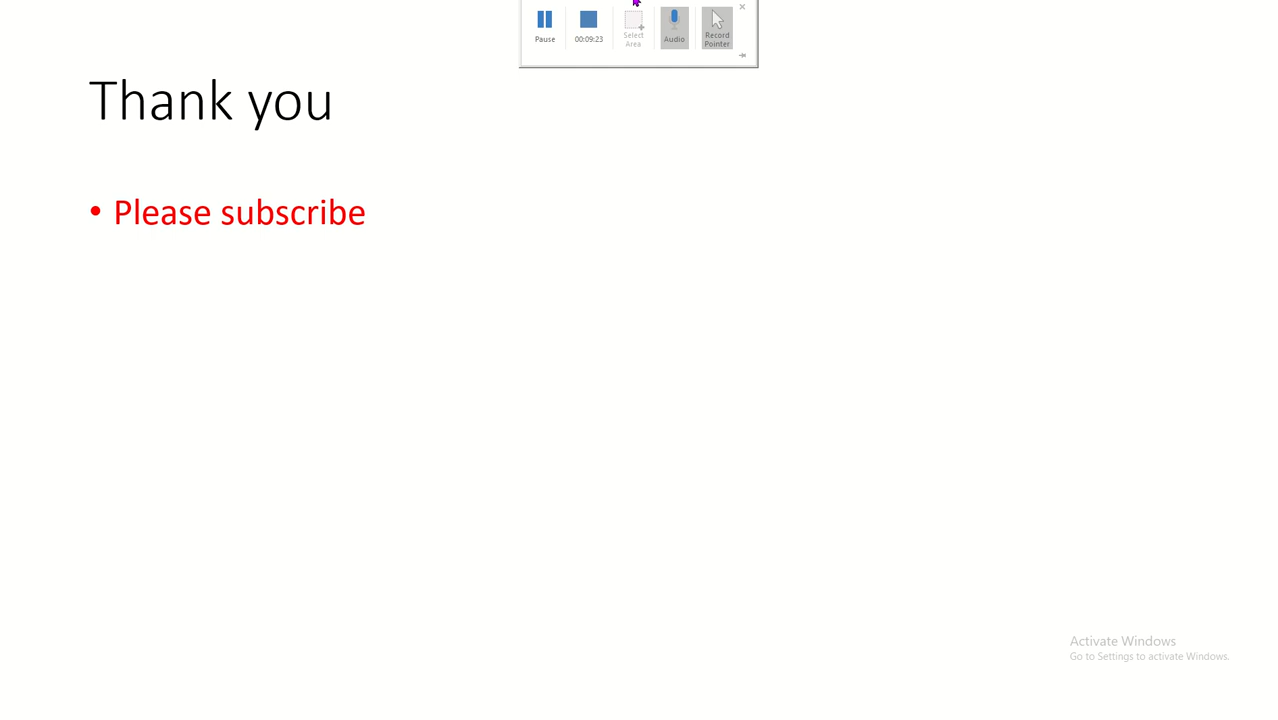 Pause
00:09:23
Select
Area
Audio
Record
Pointer
Thank you
• Please subscribe
Activate Windows
Go to Settings to activate Windows.